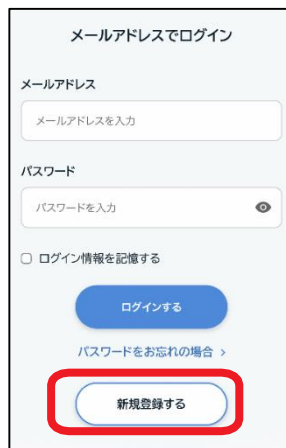 メールアドレスでログイン
メールアドレス
メールアドレスを入力
パスワード
パスワードを入力
ログイン情報を記憶する
ログインする
パスワードをお忘れの場合 >
新規登録する